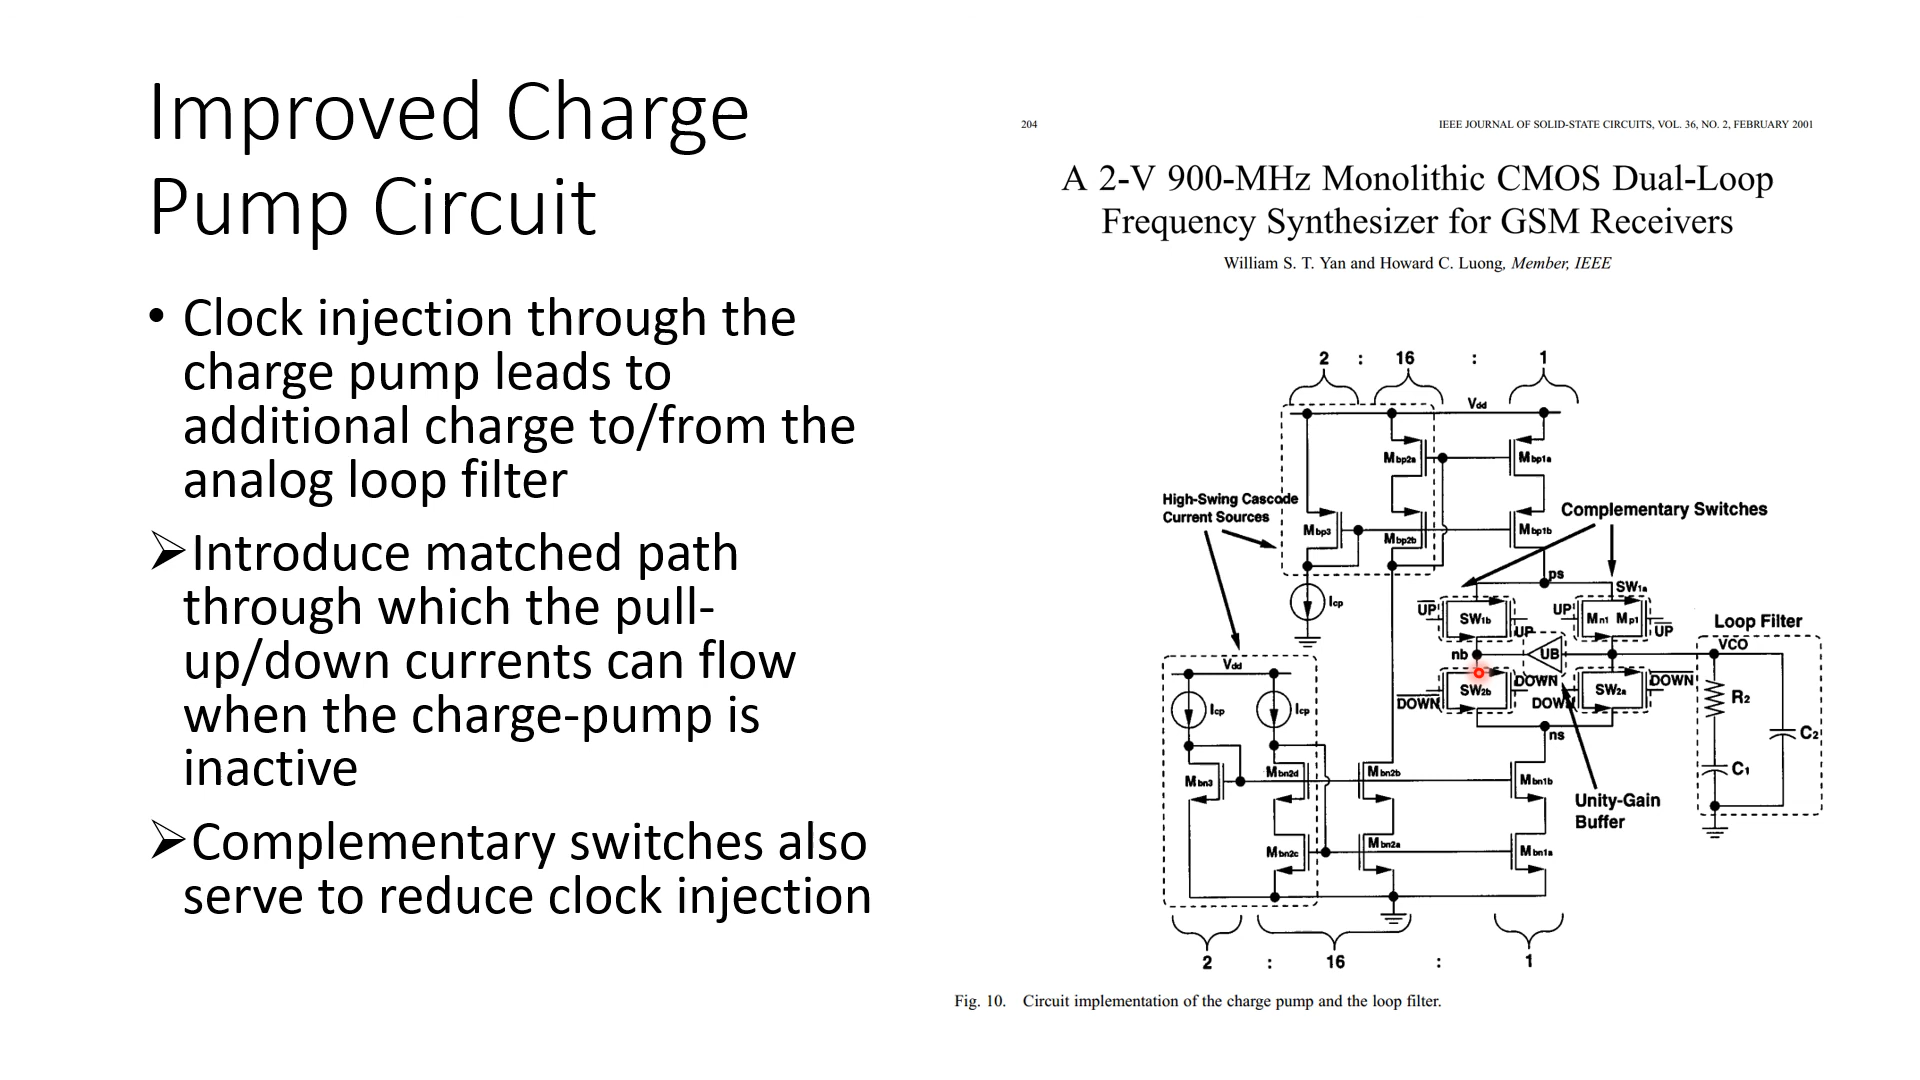 Improved Charge
Pump Circuit
• Clock injection through the
charge pump leads to
additional charge to/from the
analog loop filter
➢Introduce matched path
through which the pull-
up/down currents can flow
when the charge-pump is
inactive
➢Complementary switches also
serve to reduce clock injection
204
IEEE JOURNAL OF SOLID-STATE CIRCUITS, VOL. 36, NO. 2, FEBRUARY 2001
A 2-V 900-MHz Monolithic CMOS Dual-Loop
Frequency Synthesizer for GSM Receivers
William S. T. Yan and Howard C. Luong, Member, IEEE
2 : 16 : 1
Vdd
Mbp2a
Mbp1a
High-Swing Cascode
Current Sources
Complementary Switches
Mbp3
Mbp2b
Mbp1b
ps
SW1a
Icp
UP
SW1b
UP
UP
Mn1 Mp1
UP
Loop Filter
VCO
nb
UB
Vdd
DOWN
SW2b
DOWN
DOWN
SW2a
DOWN
R2
Icp
Icp
ns
C2
Mbn3
Mbn2d
Mbn2b
Mbn1b
C1
Unity-Gain
Buffer
Mbn2c
Mbn2a
Mbn1a
2 : 16 : 1
Fig. 10. Circuit implementation of the charge pump and the loop filter.